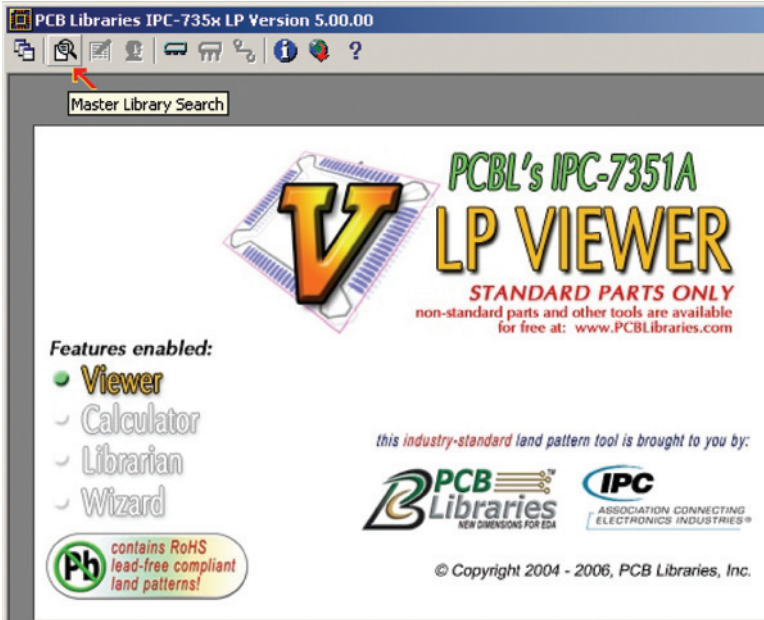 PCB Libraries IPC-735x LP Version 5.00.00
?
Master Library Search
V
PCBL's IPC-7351A
LP VIEWER
STANDARD PARTS ONLY
non-standard parts and other tools are available
for free at: www.PCBLibraries.com
Features enabled:
Viewer
Calculator
Librarian
Wizard
this industry-standard land pattern tool is brought to you by:
PCB
Libraries™
NEW DIMENSIONS FOR EDA
IPC
ASSOCIATION CONNECTING
ELECTRONICS INDUSTRIES®
Pb
contains RoHS
lead-free compliant
land patterns!
© Copyright 2004 - 2006, PCB Libraries, Inc.